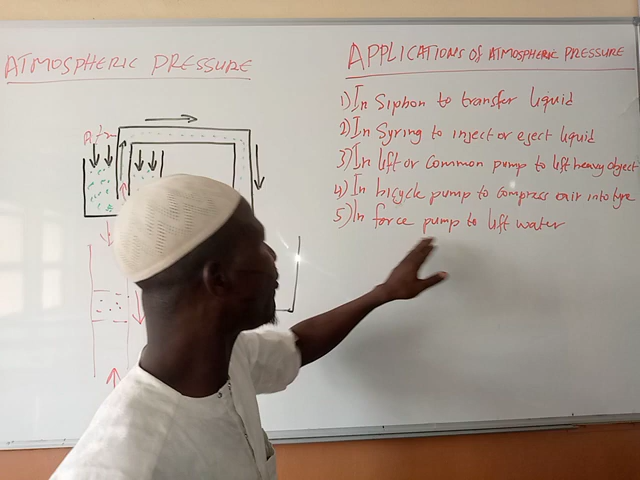 ATMOSPHERIC PRESSURE
APPLICATIONS OF ATMOSPHERIC PRESSURE
1) In Siphon to transfer liquid
2) In Syring to inject or eject liquid
3) In lift or Common pump to lift heavy object
4) In bicycle pump to compress air into tyre
5) In force pump to lift water